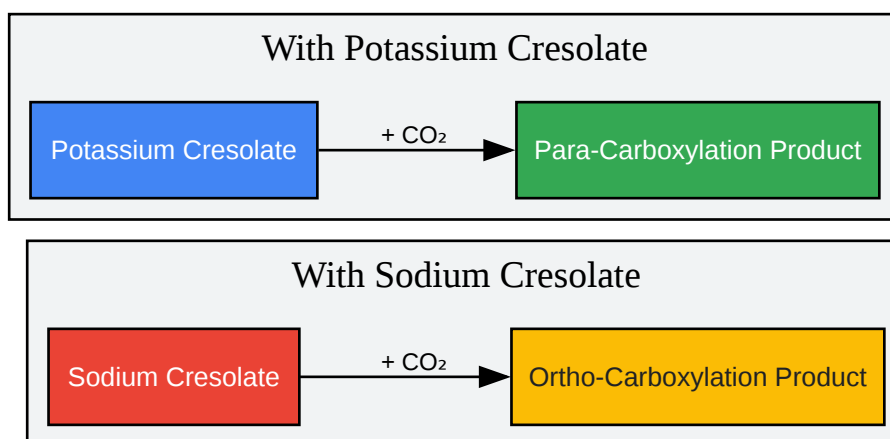 With Potassium Cresolate
Potassium Cresolate
+ CO₂
Para-Carboxylation Product
With Sodium Cresolate
Sodium Cresolate
+ CO₂
Ortho-Carboxylation Product